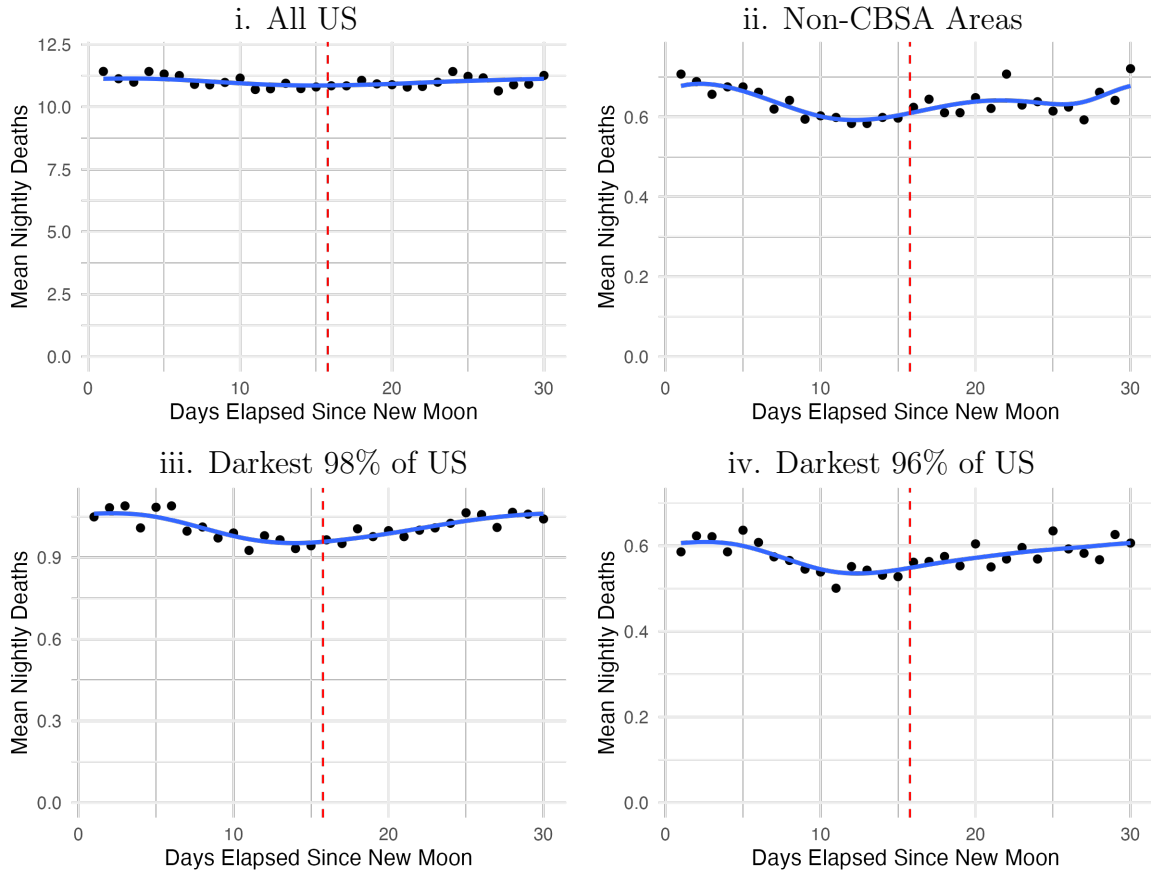 i. All US
12.5
10.0
7.5
5.0
2.5
0.0
Mean Nightly Deaths
0 10 20 30
Days Elapsed Since New Moon
ii. Non-CBSA Areas
0.6
0.4
0.2
0.0
Mean Nightly Deaths
0 10 20 30
Days Elapsed Since New Moon
iii. Darkest 98% of US
0.9
0.6
0.3
0.0
Mean Nightly Deaths
0 10 20 30
Days Elapsed Since New Moon
iv. Darkest 96% of US
0.6
0.4
0.2
0.0
Mean Nightly Deaths
0 10 20 30
Days Elapsed Since New Moon